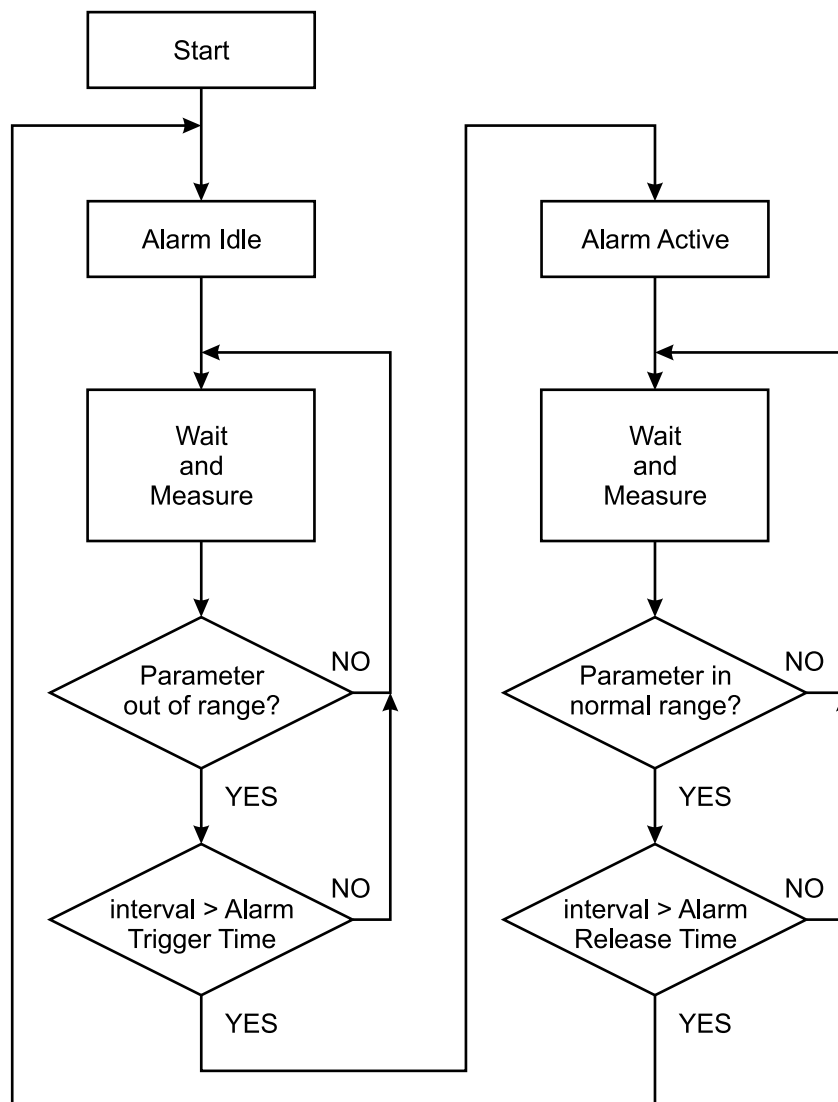 Start
Alarm Idle
Wait
and
Measure
Parameter
out of range?
NO
YES
interval > Alarm
Trigger Time
NO
YES
Alarm Active
Wait
and
Measure
Parameter in
normal range?
NO
YES
interval > Alarm
Release Time
NO
YES